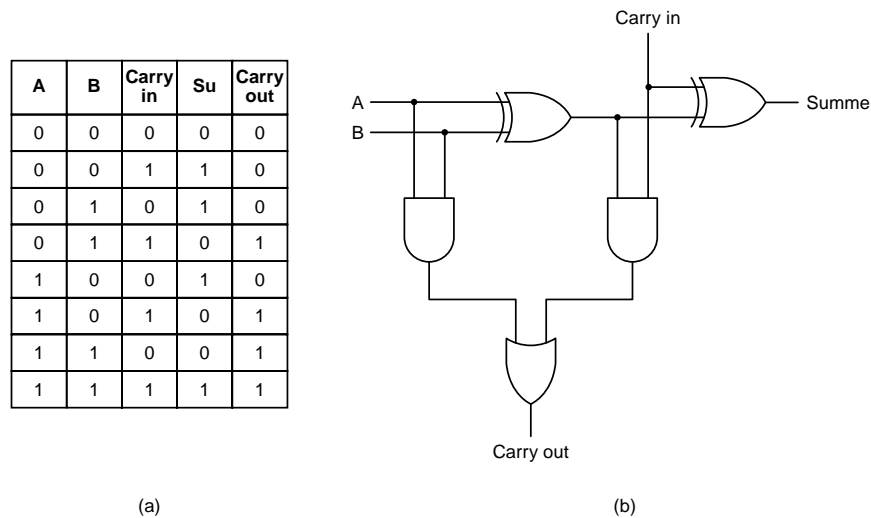 A B Carry in Su Carry out
0 0 0 0 0
0 0 1 1 0
0 1 0 1 0
0 1 1 0 1
1 0 0 1 0
1 0 1 0 1
1 1 0 0 1
1 1 1 1 1
(a)
Carry in
A
B
Summe
Carry out
(b)